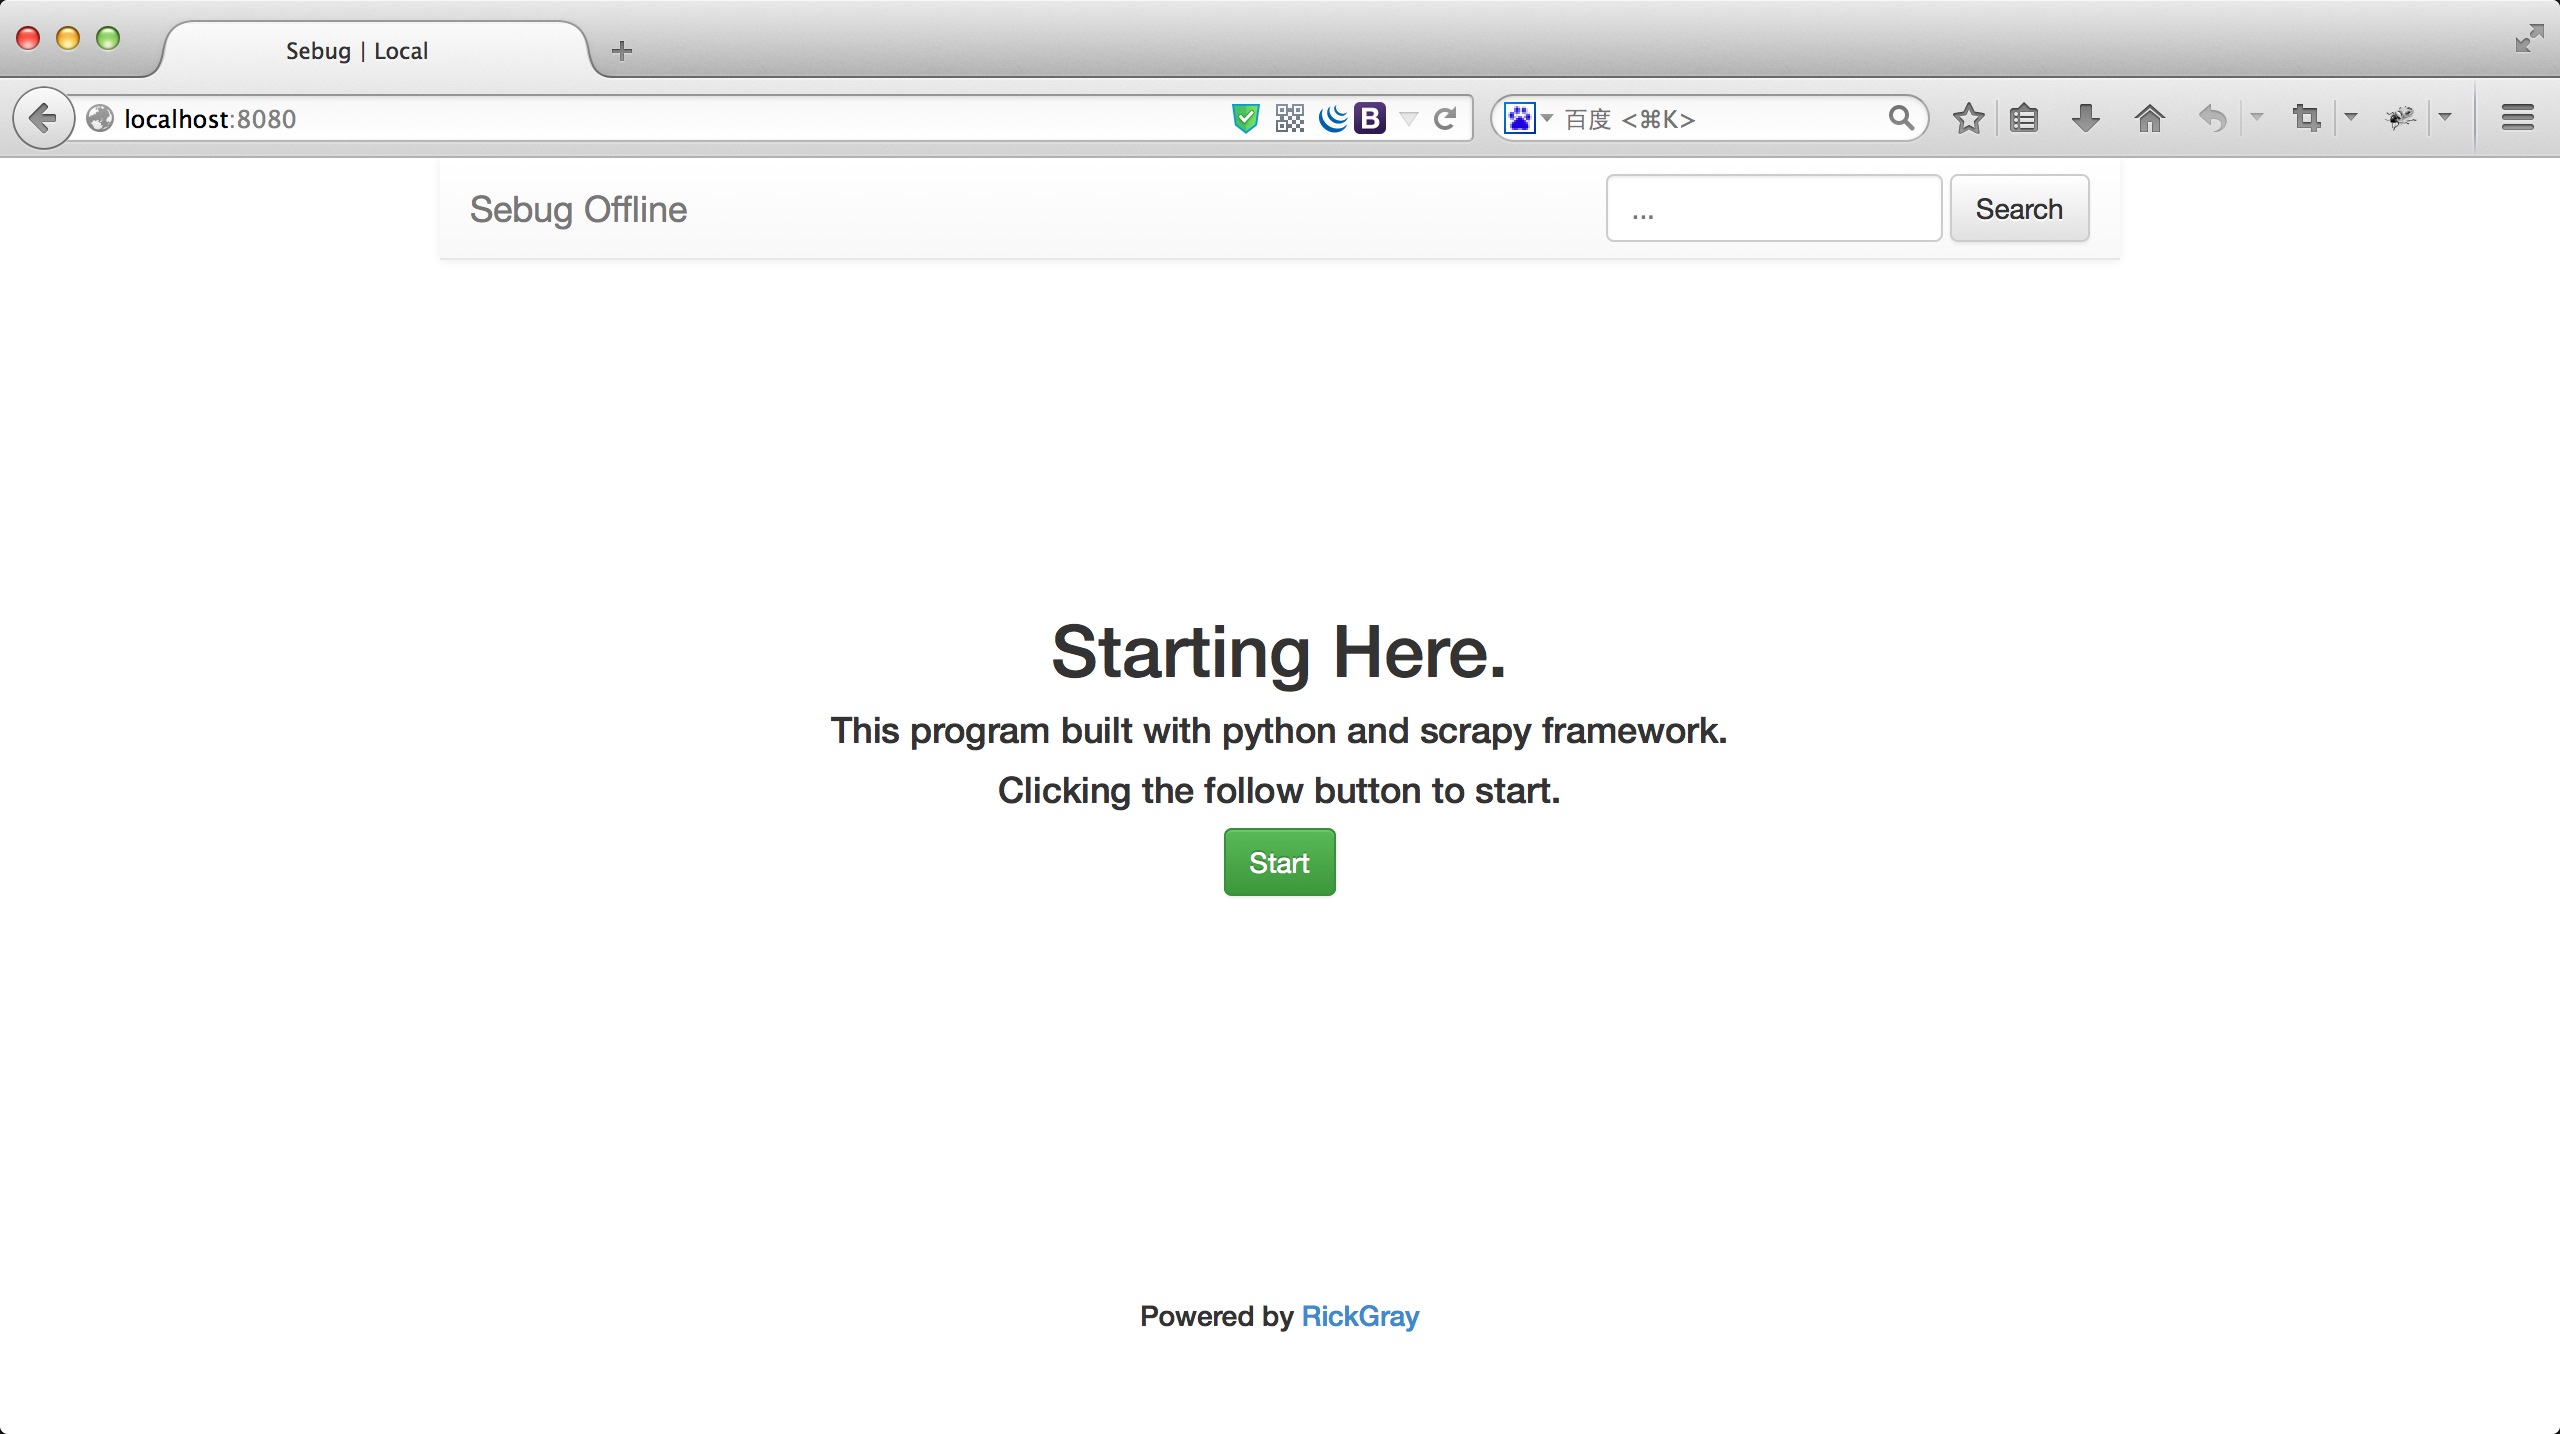 Sebug | Local
localhost:8080
B
百度 <⌘K>
Sebug Offline
...
Search
Starting Here.
This program built with python and scrapy framework.
Clicking the follow button to start.
Start
Powered by RickGray